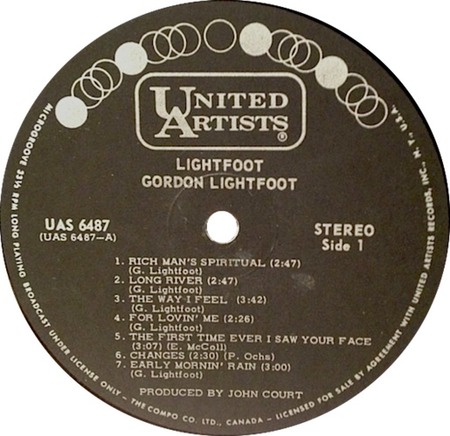 UNITED
ARTISTS®
LIGHTFOOT
GORDON LIGHTFOOT
UAS 6487
(UAS 6487-A)
STEREO
Side 1
1. RICH MAN'S SPIRITUAL (2:47)
(G. Lightfoot)
2. LONG RIVER (2:47)
(G. Lightfoot)
3. THE WAY I FEEL (3:42)
(G. Lightfoot)
4. FOR LOVIN' ME (2:26)
(G. Lightfoot)
5. THE FIRST TIME EVER I SAW YOUR FACE
(3:07) (E. McColl)
6. CHANGES (2:30) (P. Ochs)
7. EARLY MORNIN' RAIN (3:00)
(G. Lightfoot)
PRODUCED BY JOHN COURT
MICROGROOVE 33⅓ RPM LONG PLAYING BROADCAST UNDER LICENSE ONLY - THE COMPO CO. LTD., CANADA - LICENSED FOR SALE BY AGREEMENT WITH UNITED ARTISTS RECORDS, INC., N. Y., U.S.A.